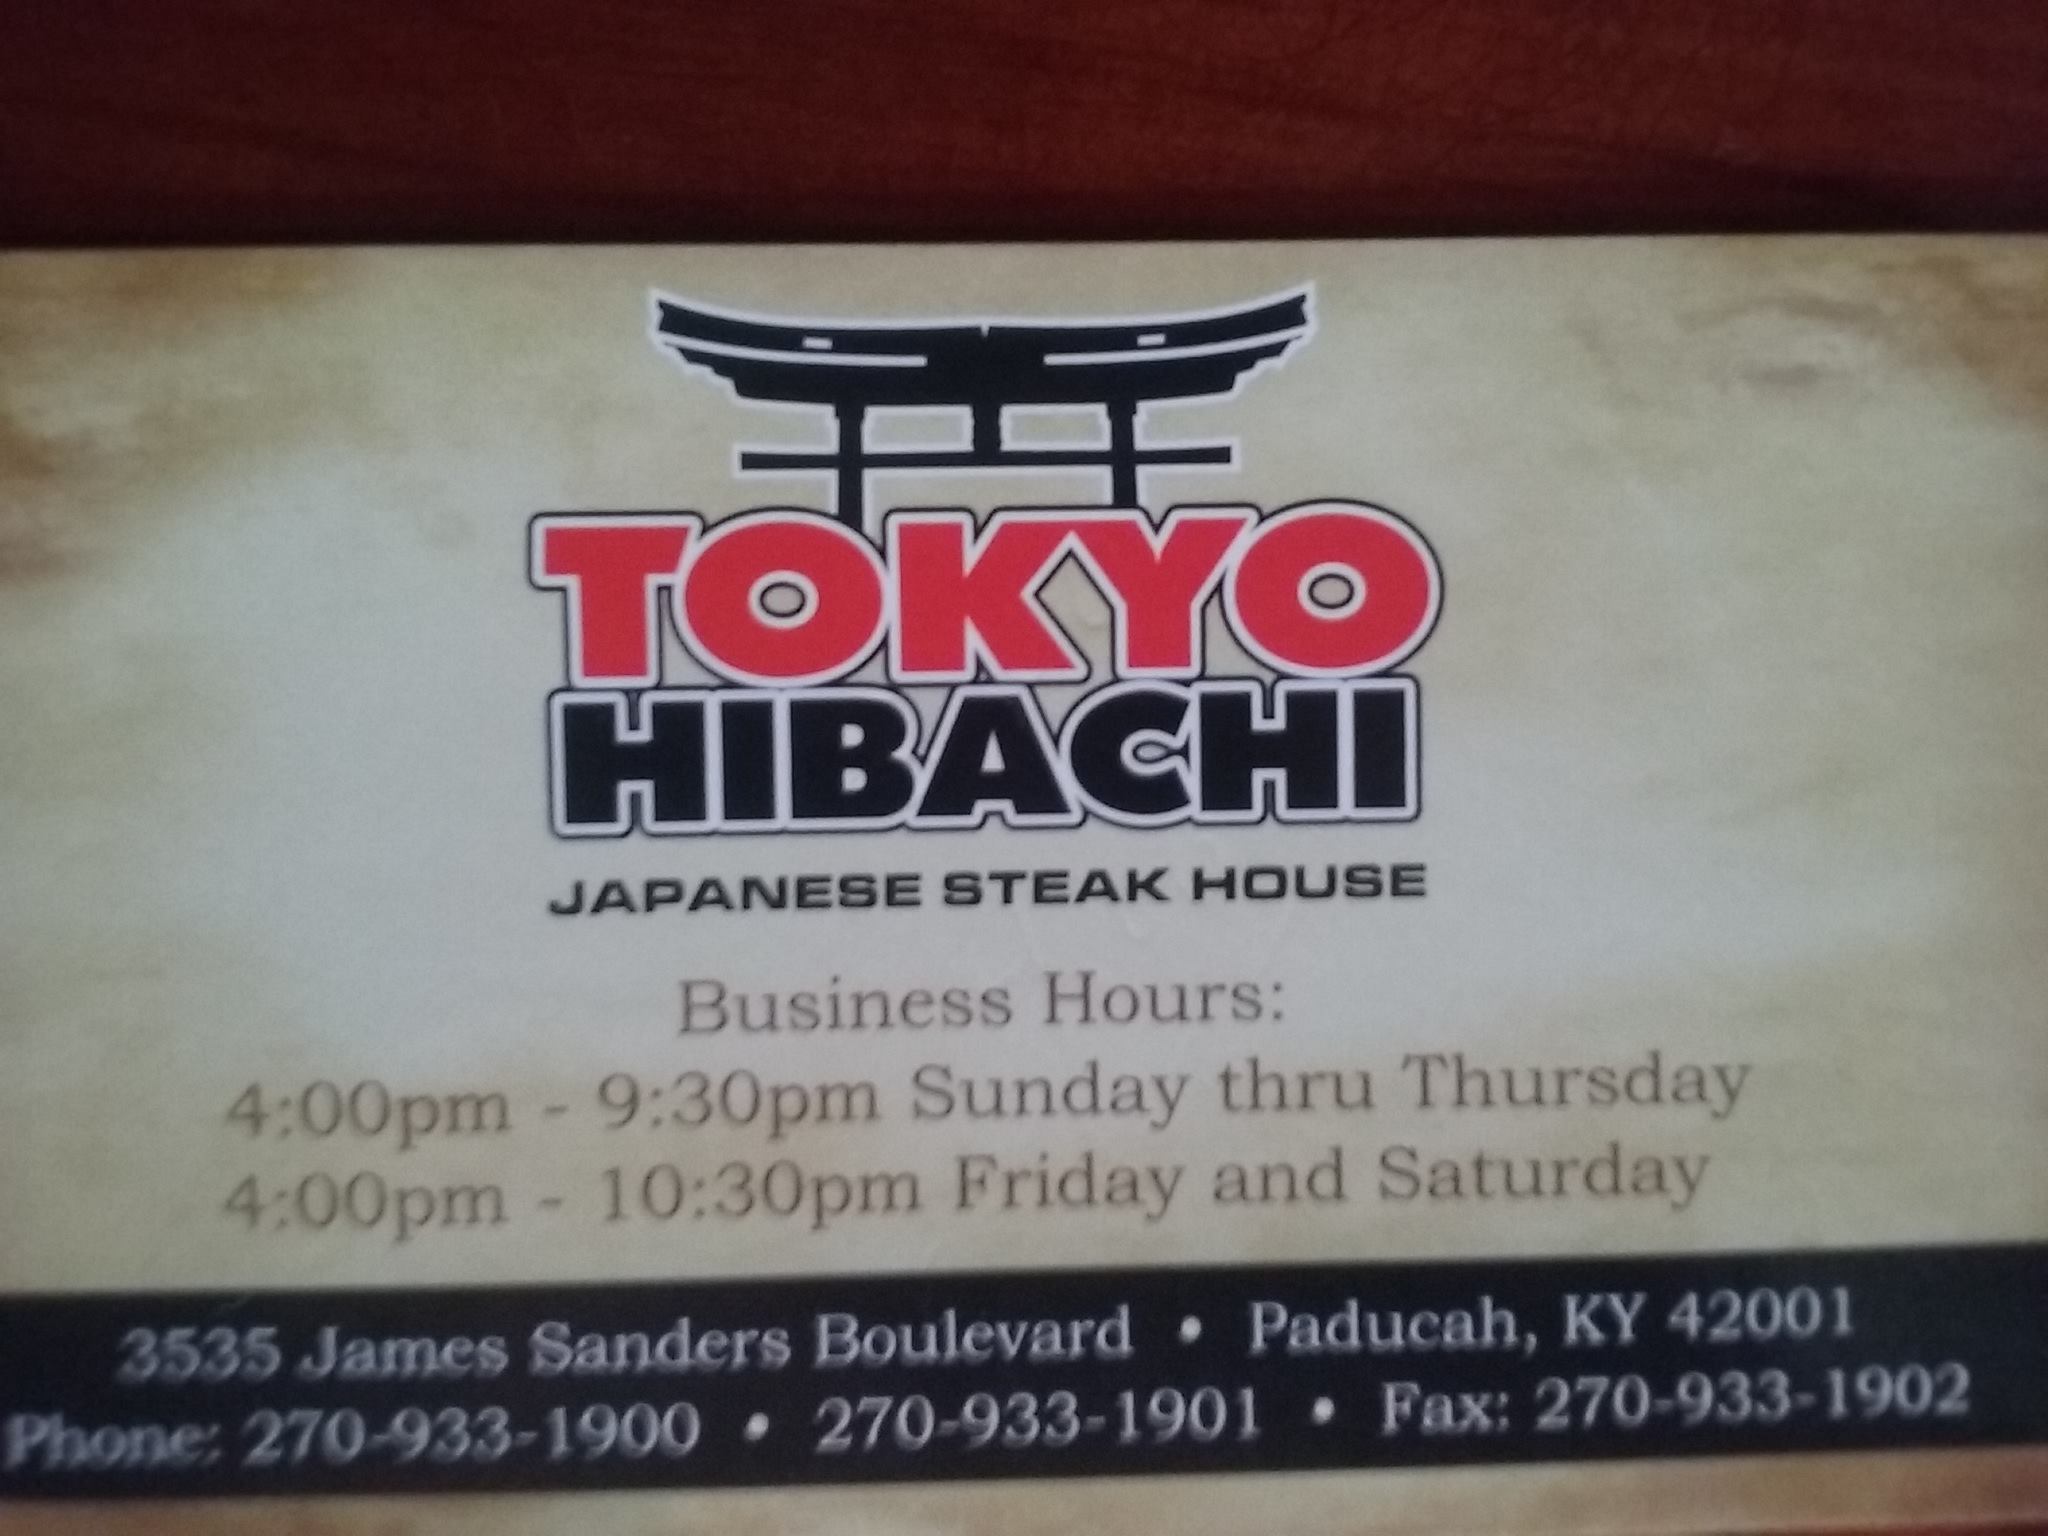 TOKYO
HIBACHI
JAPANESE STEAK HOUSE
Business Hours:
4:00pm - 9:30pm Sunday thru Thursday
4:00pm - 10:30pm Friday and Saturday
3535 James Sanders Boulevard • Paducah, KY 42001
Phone: 270-933-1900 • 270-933-1901 • Fax: 270-933-1902